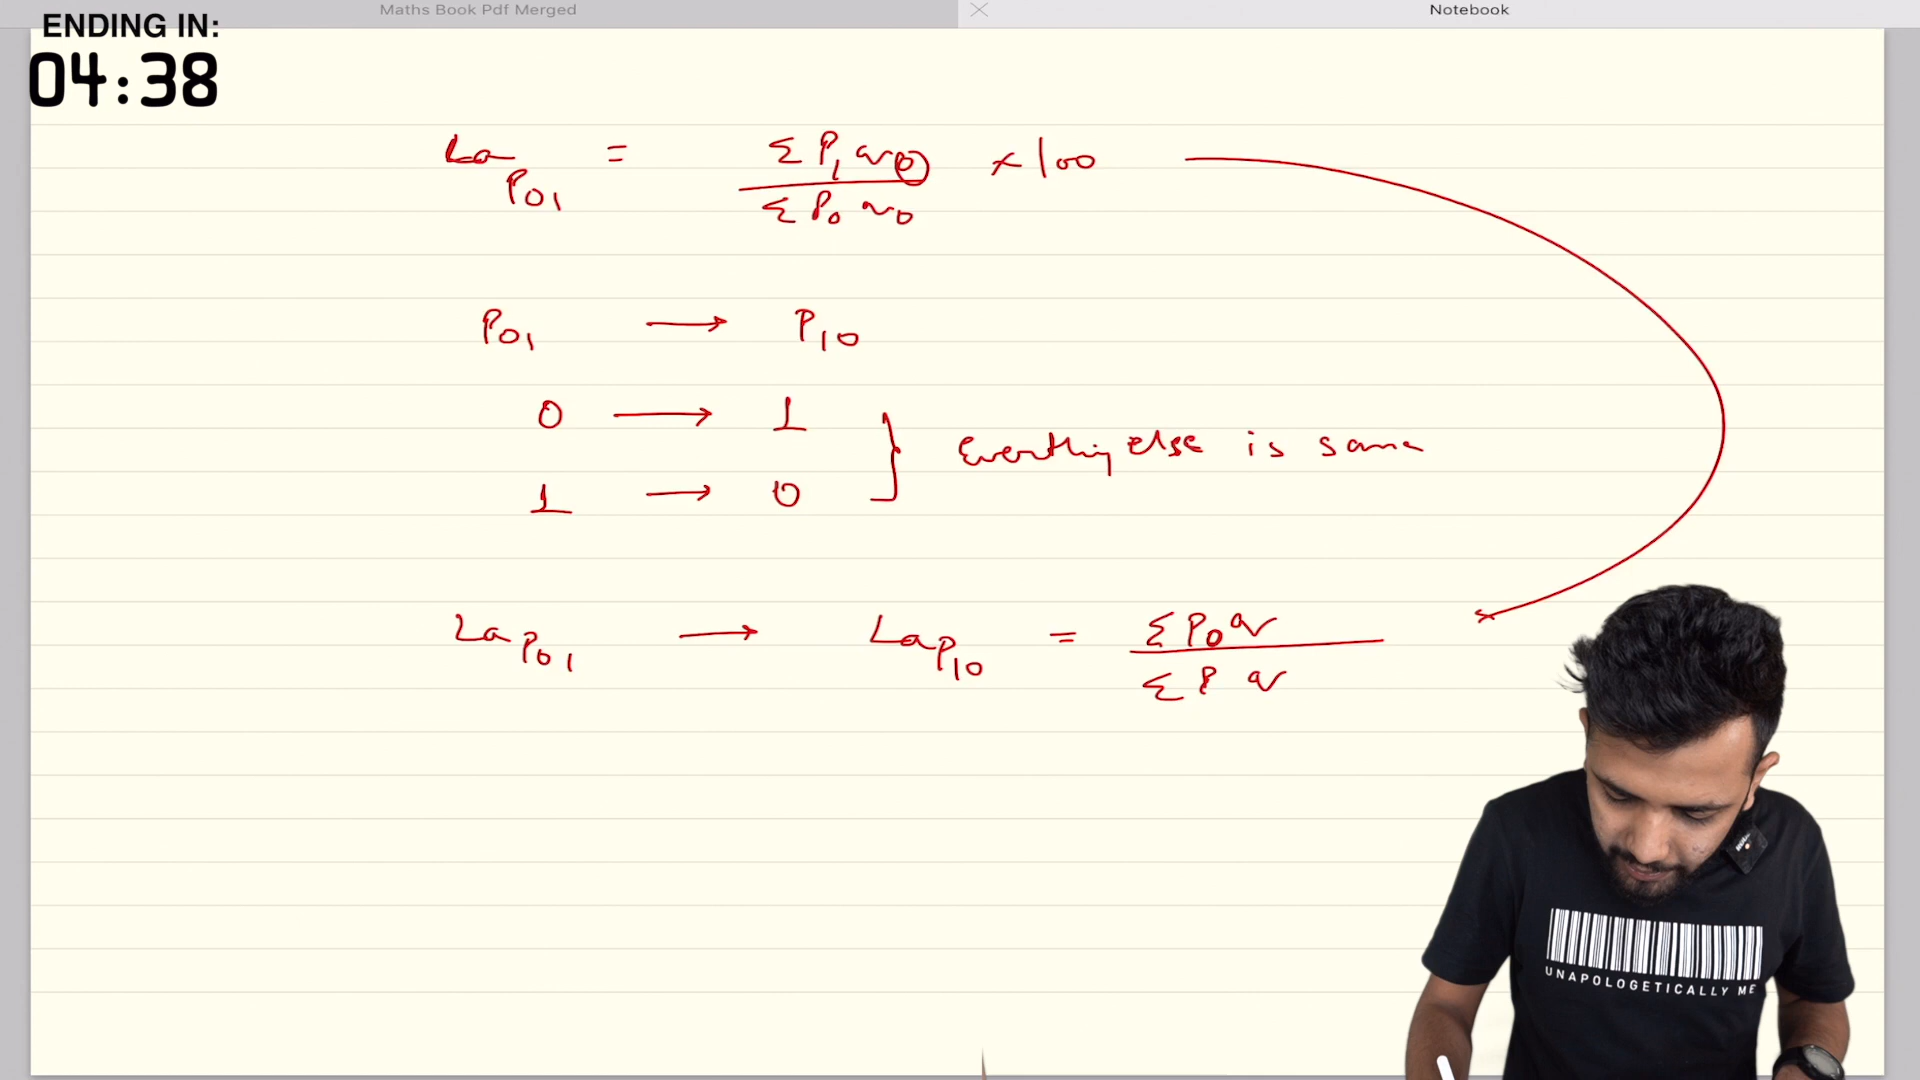 Maths Book Pdf Merged
Notebook
ENDING IN:
04:38
La P01 = Σ P1 q0 / Σ P0 q0 × 100
P01 → P10
0 → 1
1 → 0 } Everthing else is same
La P01 → La P10 = Σ P0 q / Σ P q
UNAPOLOGETICALLY ME